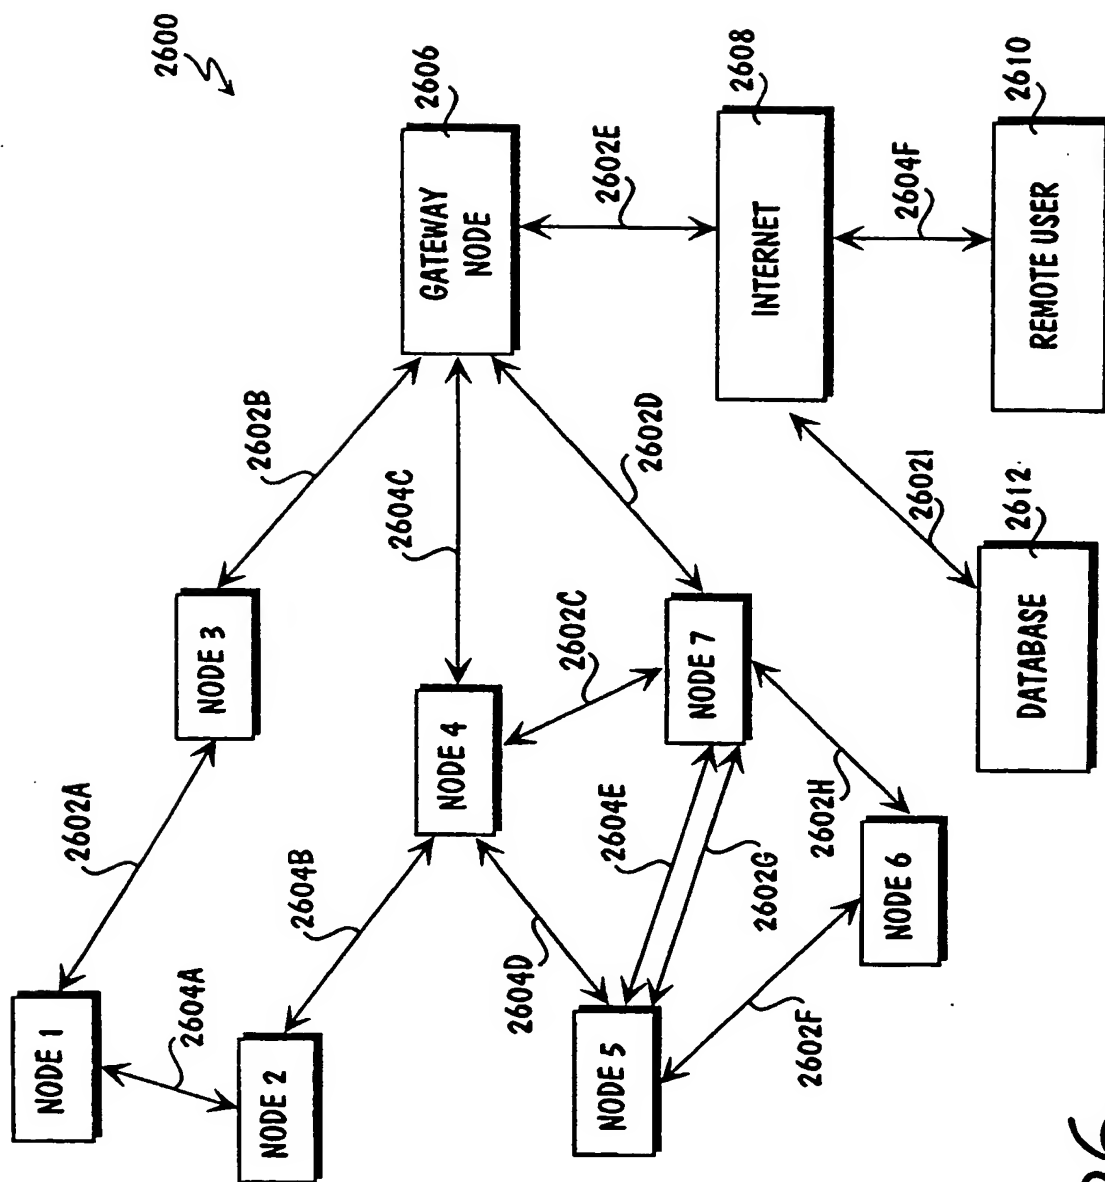 2600
NODE 1
2602A
NODE 3
2602B
GATEWAY
NODE
2606
2604A
NODE 2
2604B
NODE 4
2604C
2602E
2604D
2602C
2602D
INTERNET
2608
NODE 5
2604E
2602G
NODE 7
2604F
2602F
NODE 6
2602H
2602I
REMOTE USER
2610
DATABASE
2612